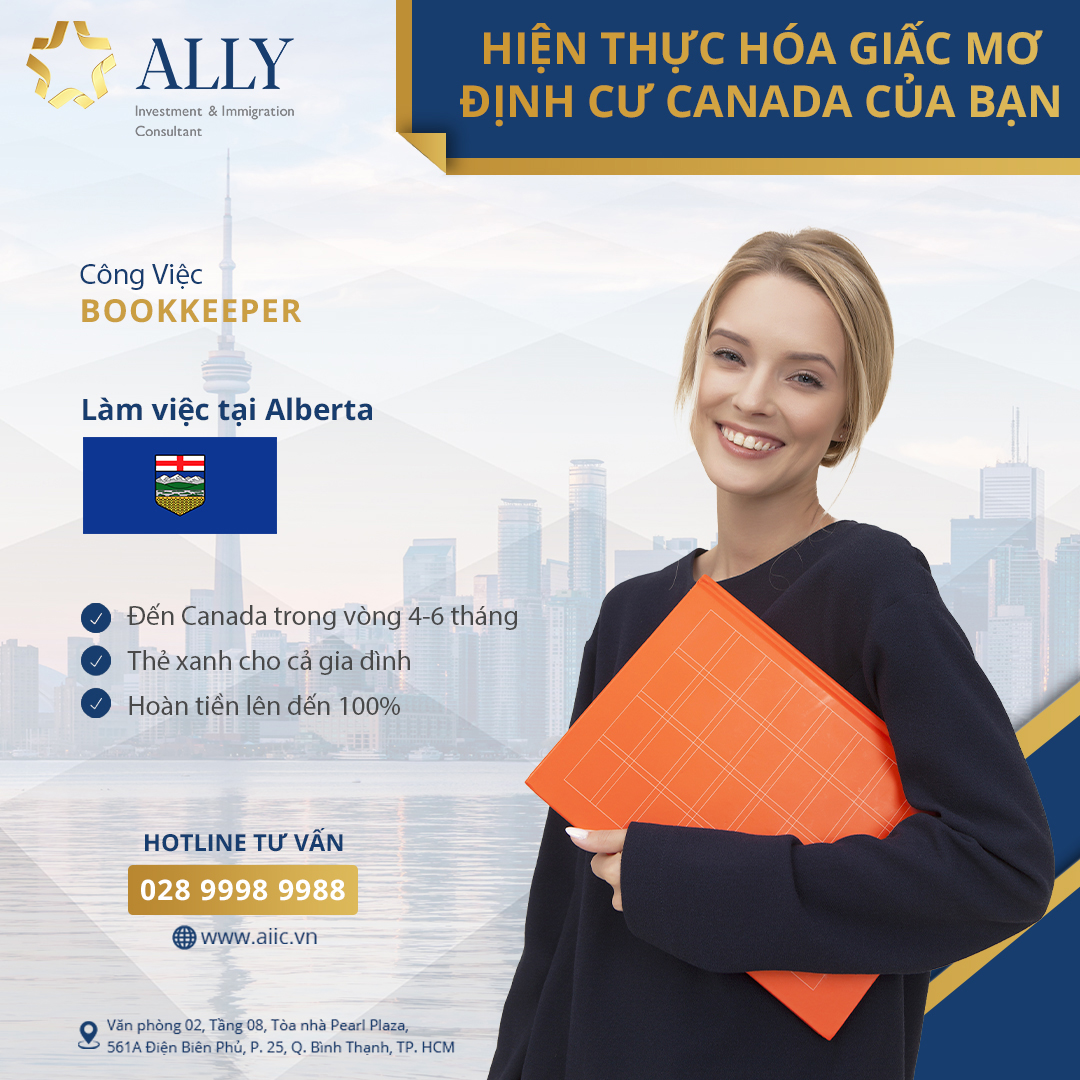 ALLY
Investment & Immigration
Consultant
HIỆN THỰC HÓA GIẤC MƠ
ĐỊNH CƯ CANADA CỦA BẠN
Công Việc
BOOKKEEPER
Làm việc tại Alberta
Đến Canada trong vòng 4-6 tháng
Thẻ xanh cho cả gia đình
Hoàn tiền lên đến 100%
HOTLINE TƯ VẤN
028 9998 9988
www.aiic.vn
Văn phòng 02, Tầng 08, Tòa nhà Pearl Plaza,
561A Điện Biên Phủ, P. 25, Q. Bình Thạnh, TP. HCM